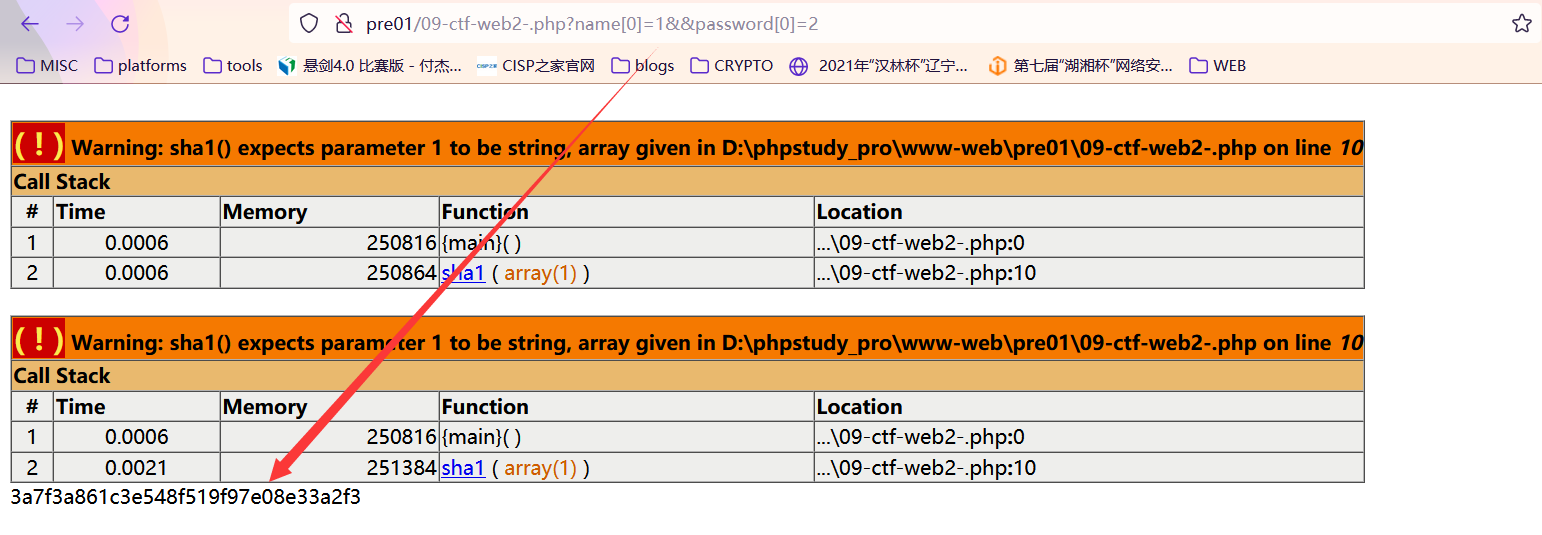 pre01/09-ctf-web2-.php?name[0]=1&&password[0]=2
MISC platforms tools 悬剑4.0 比赛版 - 付杰... CISP之家官网 blogs CRYPTO 2021年“汉林杯”辽宁... 第七届“湖湘杯”网络安... WEB
( ! ) Warning: sha1() expects parameter 1 to be string, array given in D:\phpstudy_pro\www-web\pre01\09-ctf-web2-.php on line 10
Call Stack
# Time Memory Function Location
1 0.0006 250816 {main}( ) ...\09-ctf-web2-.php:0
2 0.0006 250864 sha1 ( array(1) ) ...\09-ctf-web2-.php:10
( ! ) Warning: sha1() expects parameter 1 to be string, array given in D:\phpstudy_pro\www-web\pre01\09-ctf-web2-.php on line 10
Call Stack
# Time Memory Function Location
1 0.0006 250816 {main}( ) ...\09-ctf-web2-.php:0
2 0.0021 251384 sha1 ( array(1) ) ...\09-ctf-web2-.php:10
3a7f3a861c3e548f519f97e08e33a2f3